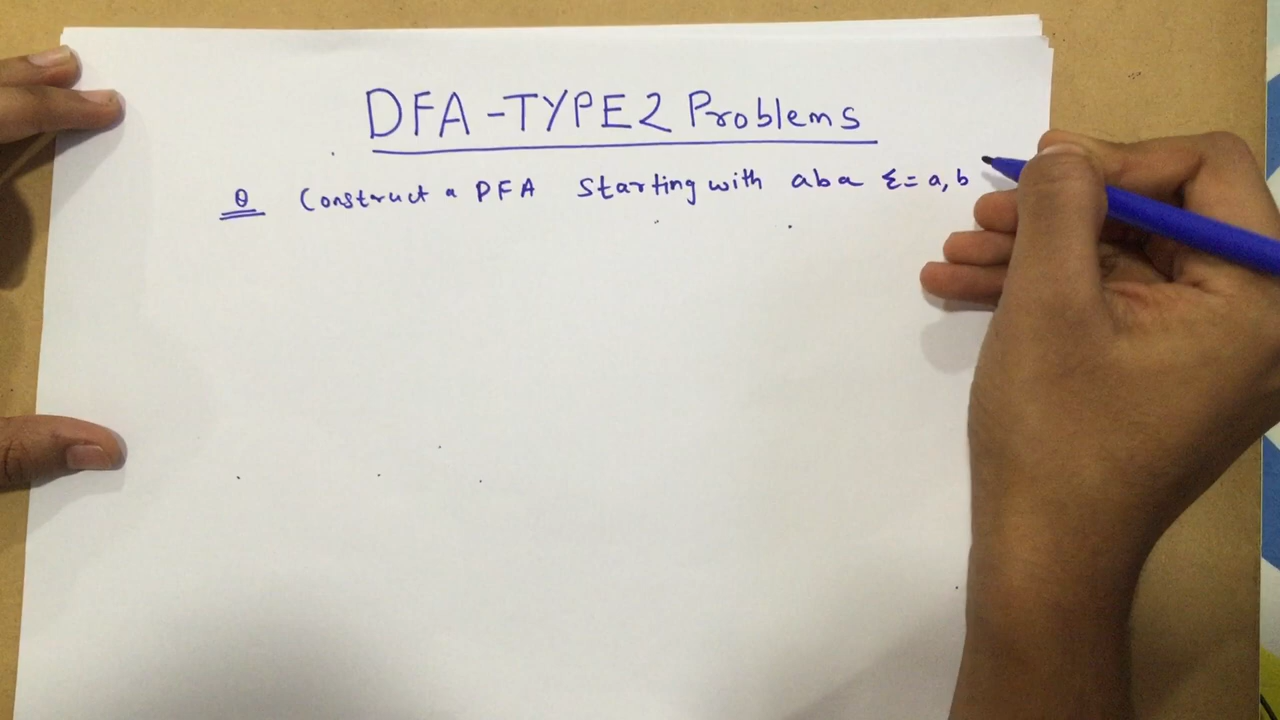 DFA-TYPE2 Problems
Q Construct a DFA Starting with aba Σ= a, b